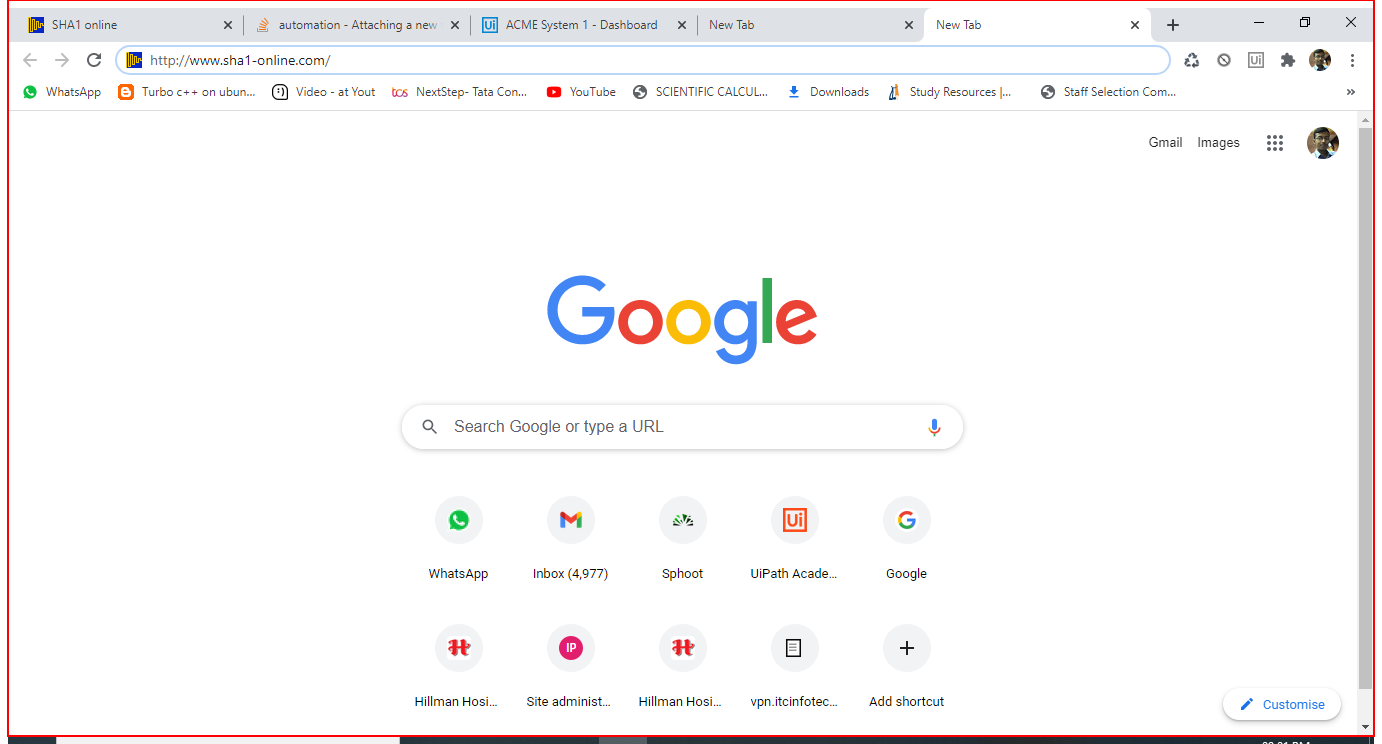 SHA1 online automation - Attaching a new ACME System 1 - Dashboard New Tab New Tab
http://www.sha1-online.com/ Ui
WhatsApp Turbo c++ on ubun... Video - at Yout tcs NextStep- Tata Con... YouTube SCIENTIFIC CALCUL... Downloads Study Resources |... Staff Selection Com... »
Gmail Images
Google
Search Google or type a URL
WhatsApp Inbox (4,977) Sphoot UiPath Acade... Google
IP
Hillman Hosi... Site administ... Hillman Hosi... vpn.itcinfotec... Add shortcut
Customise